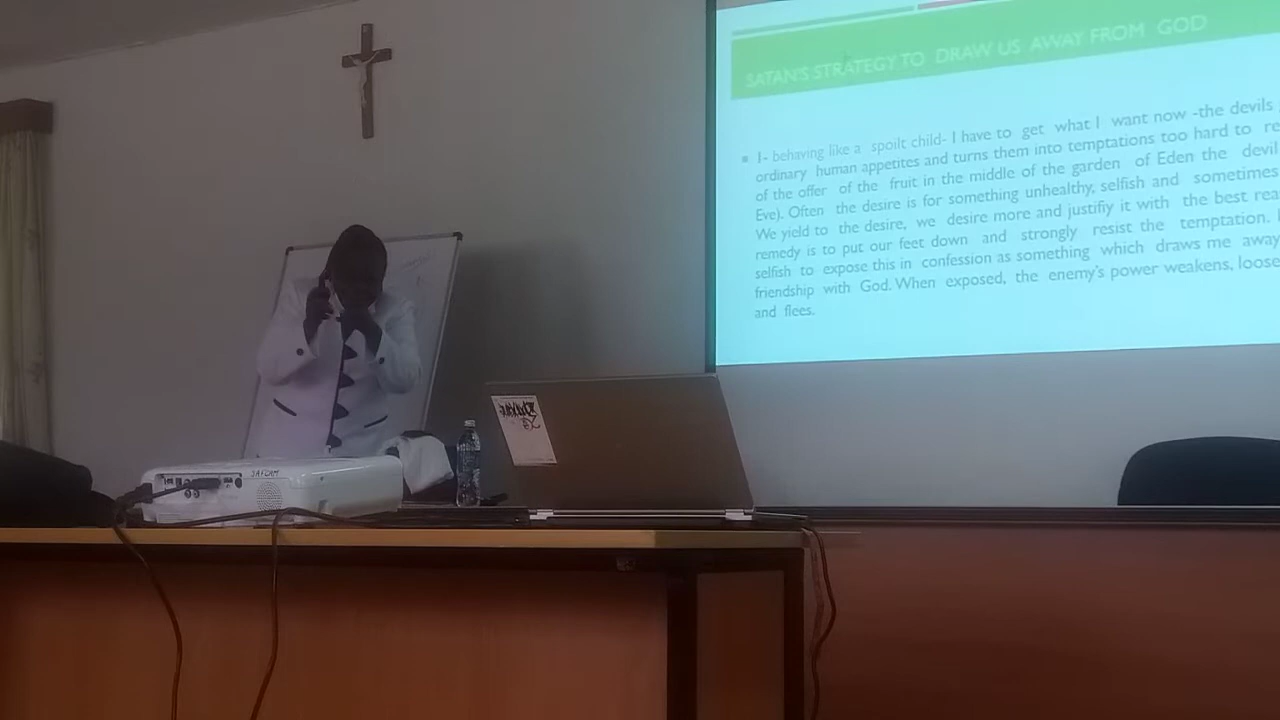 SATAN'S STRATEGY TO DRAW US AWAY FROM GOD
1- behaving like a spoilt child- I have to get what I want now -the devils
ordinary human appetites and turns them into temptations too hard to re
of the offer of the fruit in the middle of the garden of Eden the devil
Eve). Often the desire is for something unhealthy, selfish and sometimes
We yield to the desire, we desire more and justifiy it with the best rea
remedy is to put our feet down and strongly resist the temptation.
selfish to expose this in confession as something which draws me away
friendship with God. When exposed, the enemy's power weakens, loose
and flees.